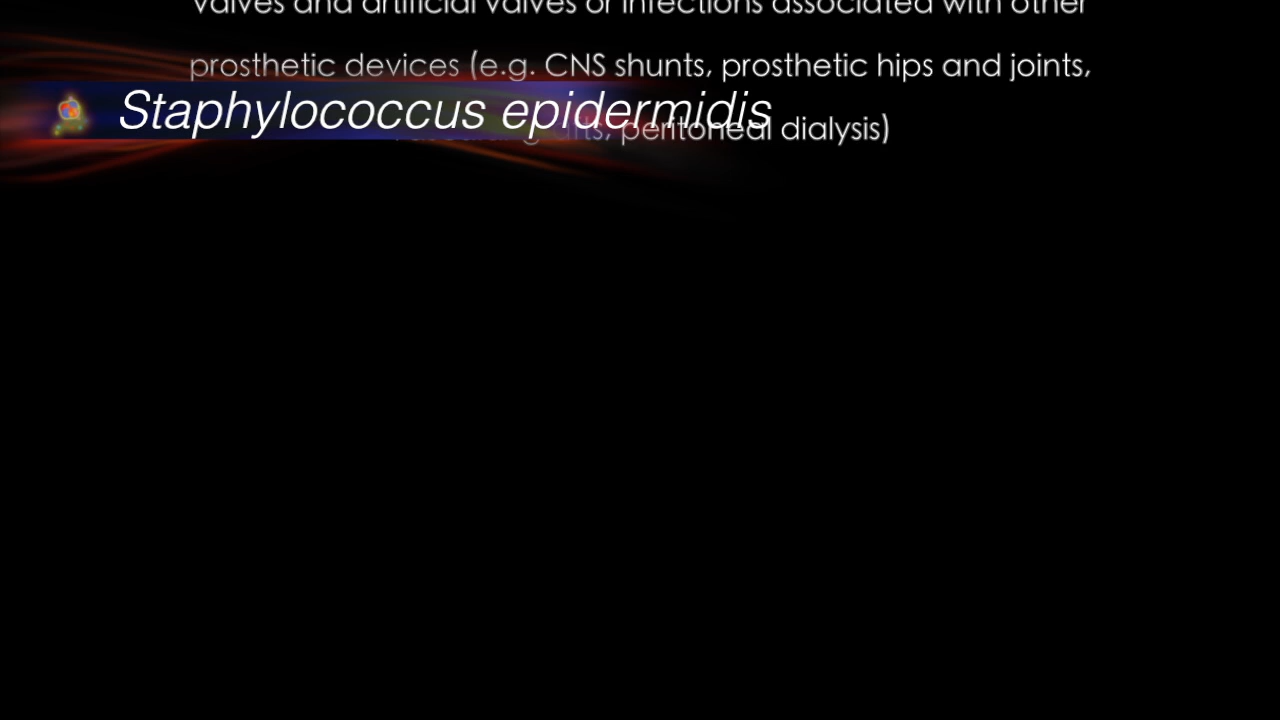 valves and artificial valves or infections associated with other
prosthetic devices (e.g. CNS shunts, prosthetic hips and joints,
Staphylococcus epidermidis
peritoneal dialysis)